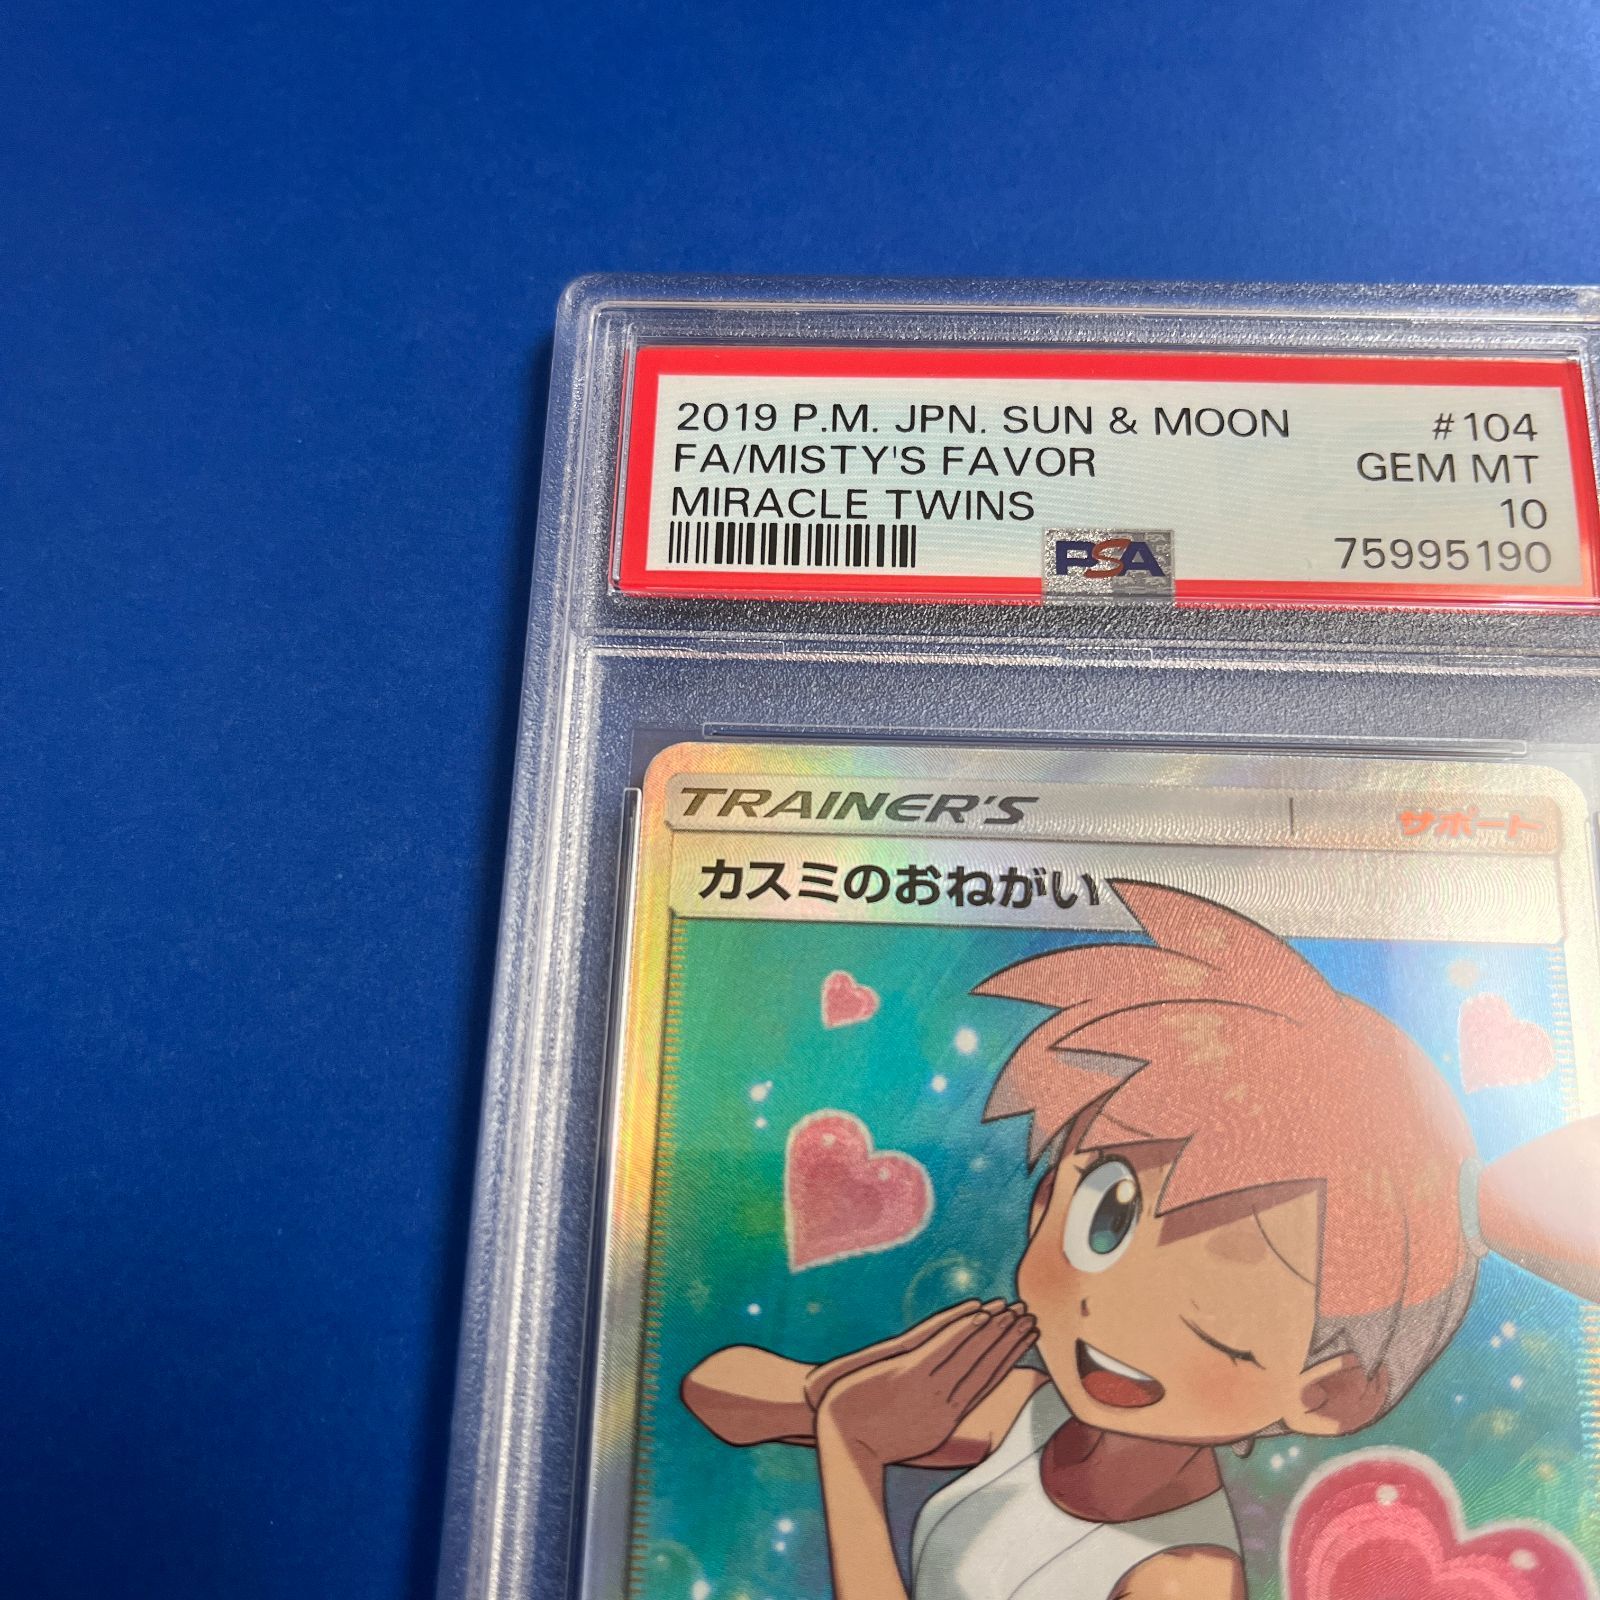 2019 P.M. JPN. SUN & MOON #104
FA/MISTY'S FAVOR GEM MT
MIRACLE TWINS 10
PSA 75995190
TRAINER'S サポート
カスミのおねがい